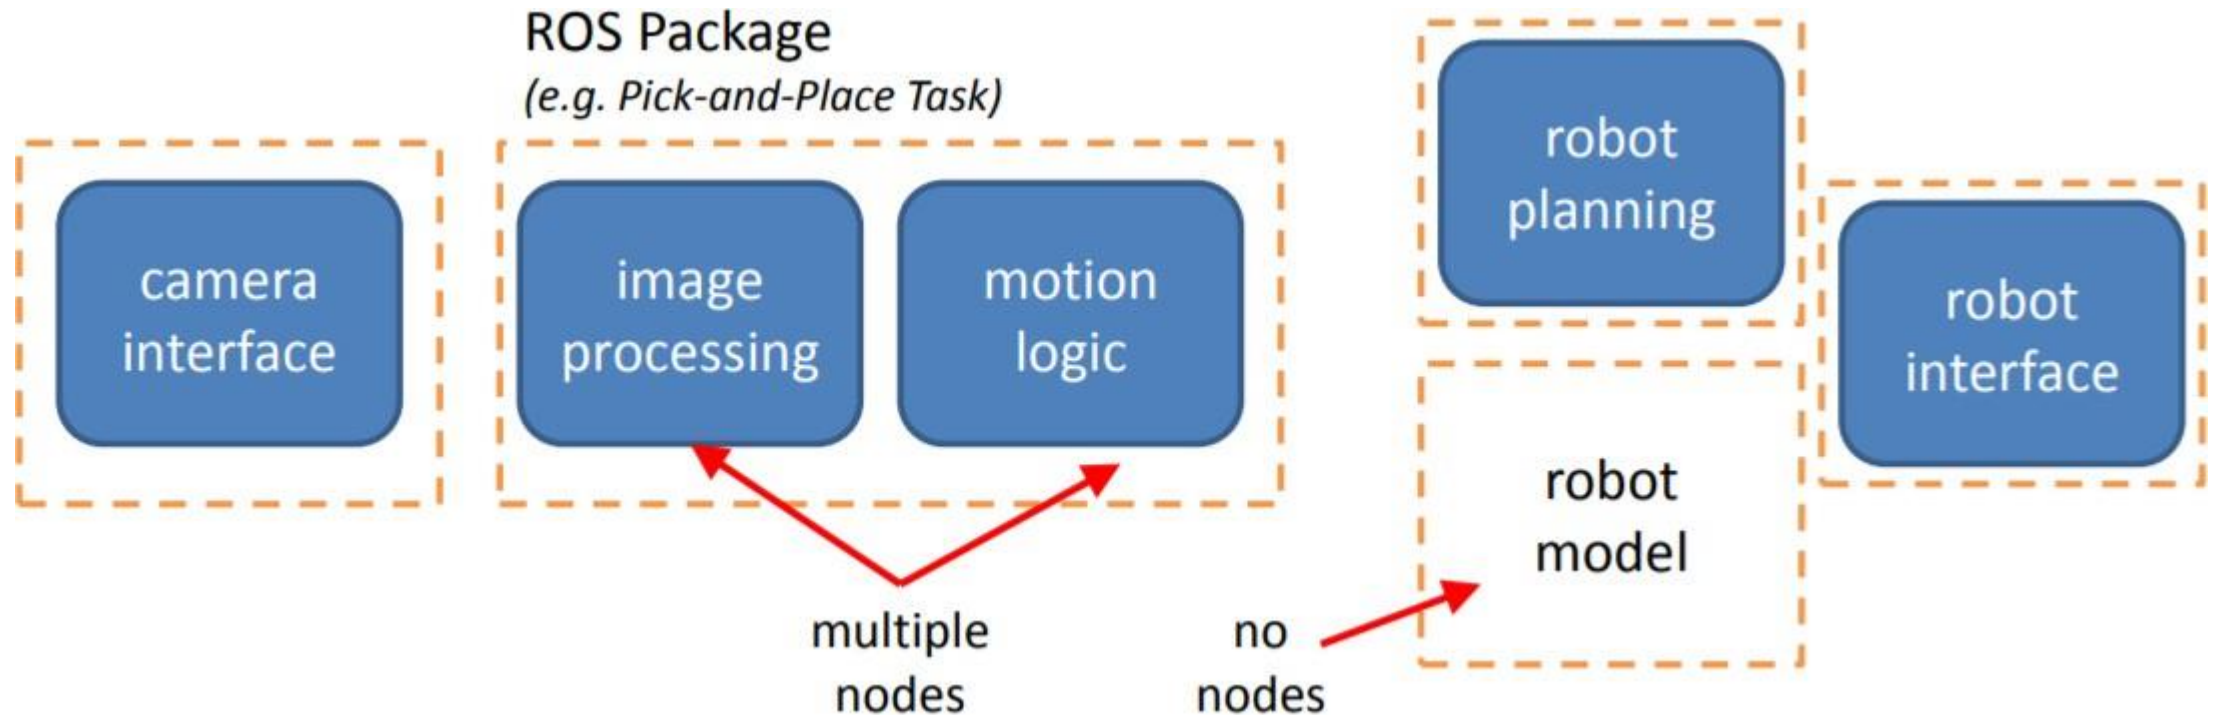 ROS Package
(e.g. Pick-and-Place Task)
camera
interface
image
processing
motion
logic
robot
planning
robot
interface
robot
model
multiple
nodes
no
nodes